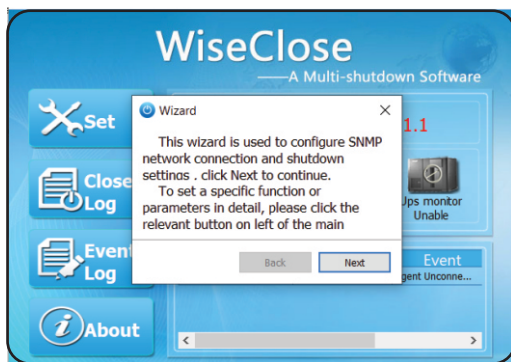 WiseClose
——A Multi-shutdown Software
Set
Wizard
This wizard is used to configure SNMP
network connection and shutdown
settings . click Next to continue.
To set a specific function or
parameters in detail, please click the
relevant button on left of the main
Back
Next
1.1
Close
Log
Ups monitor
Unable
Event
Log
Event
gent Unconne...
About